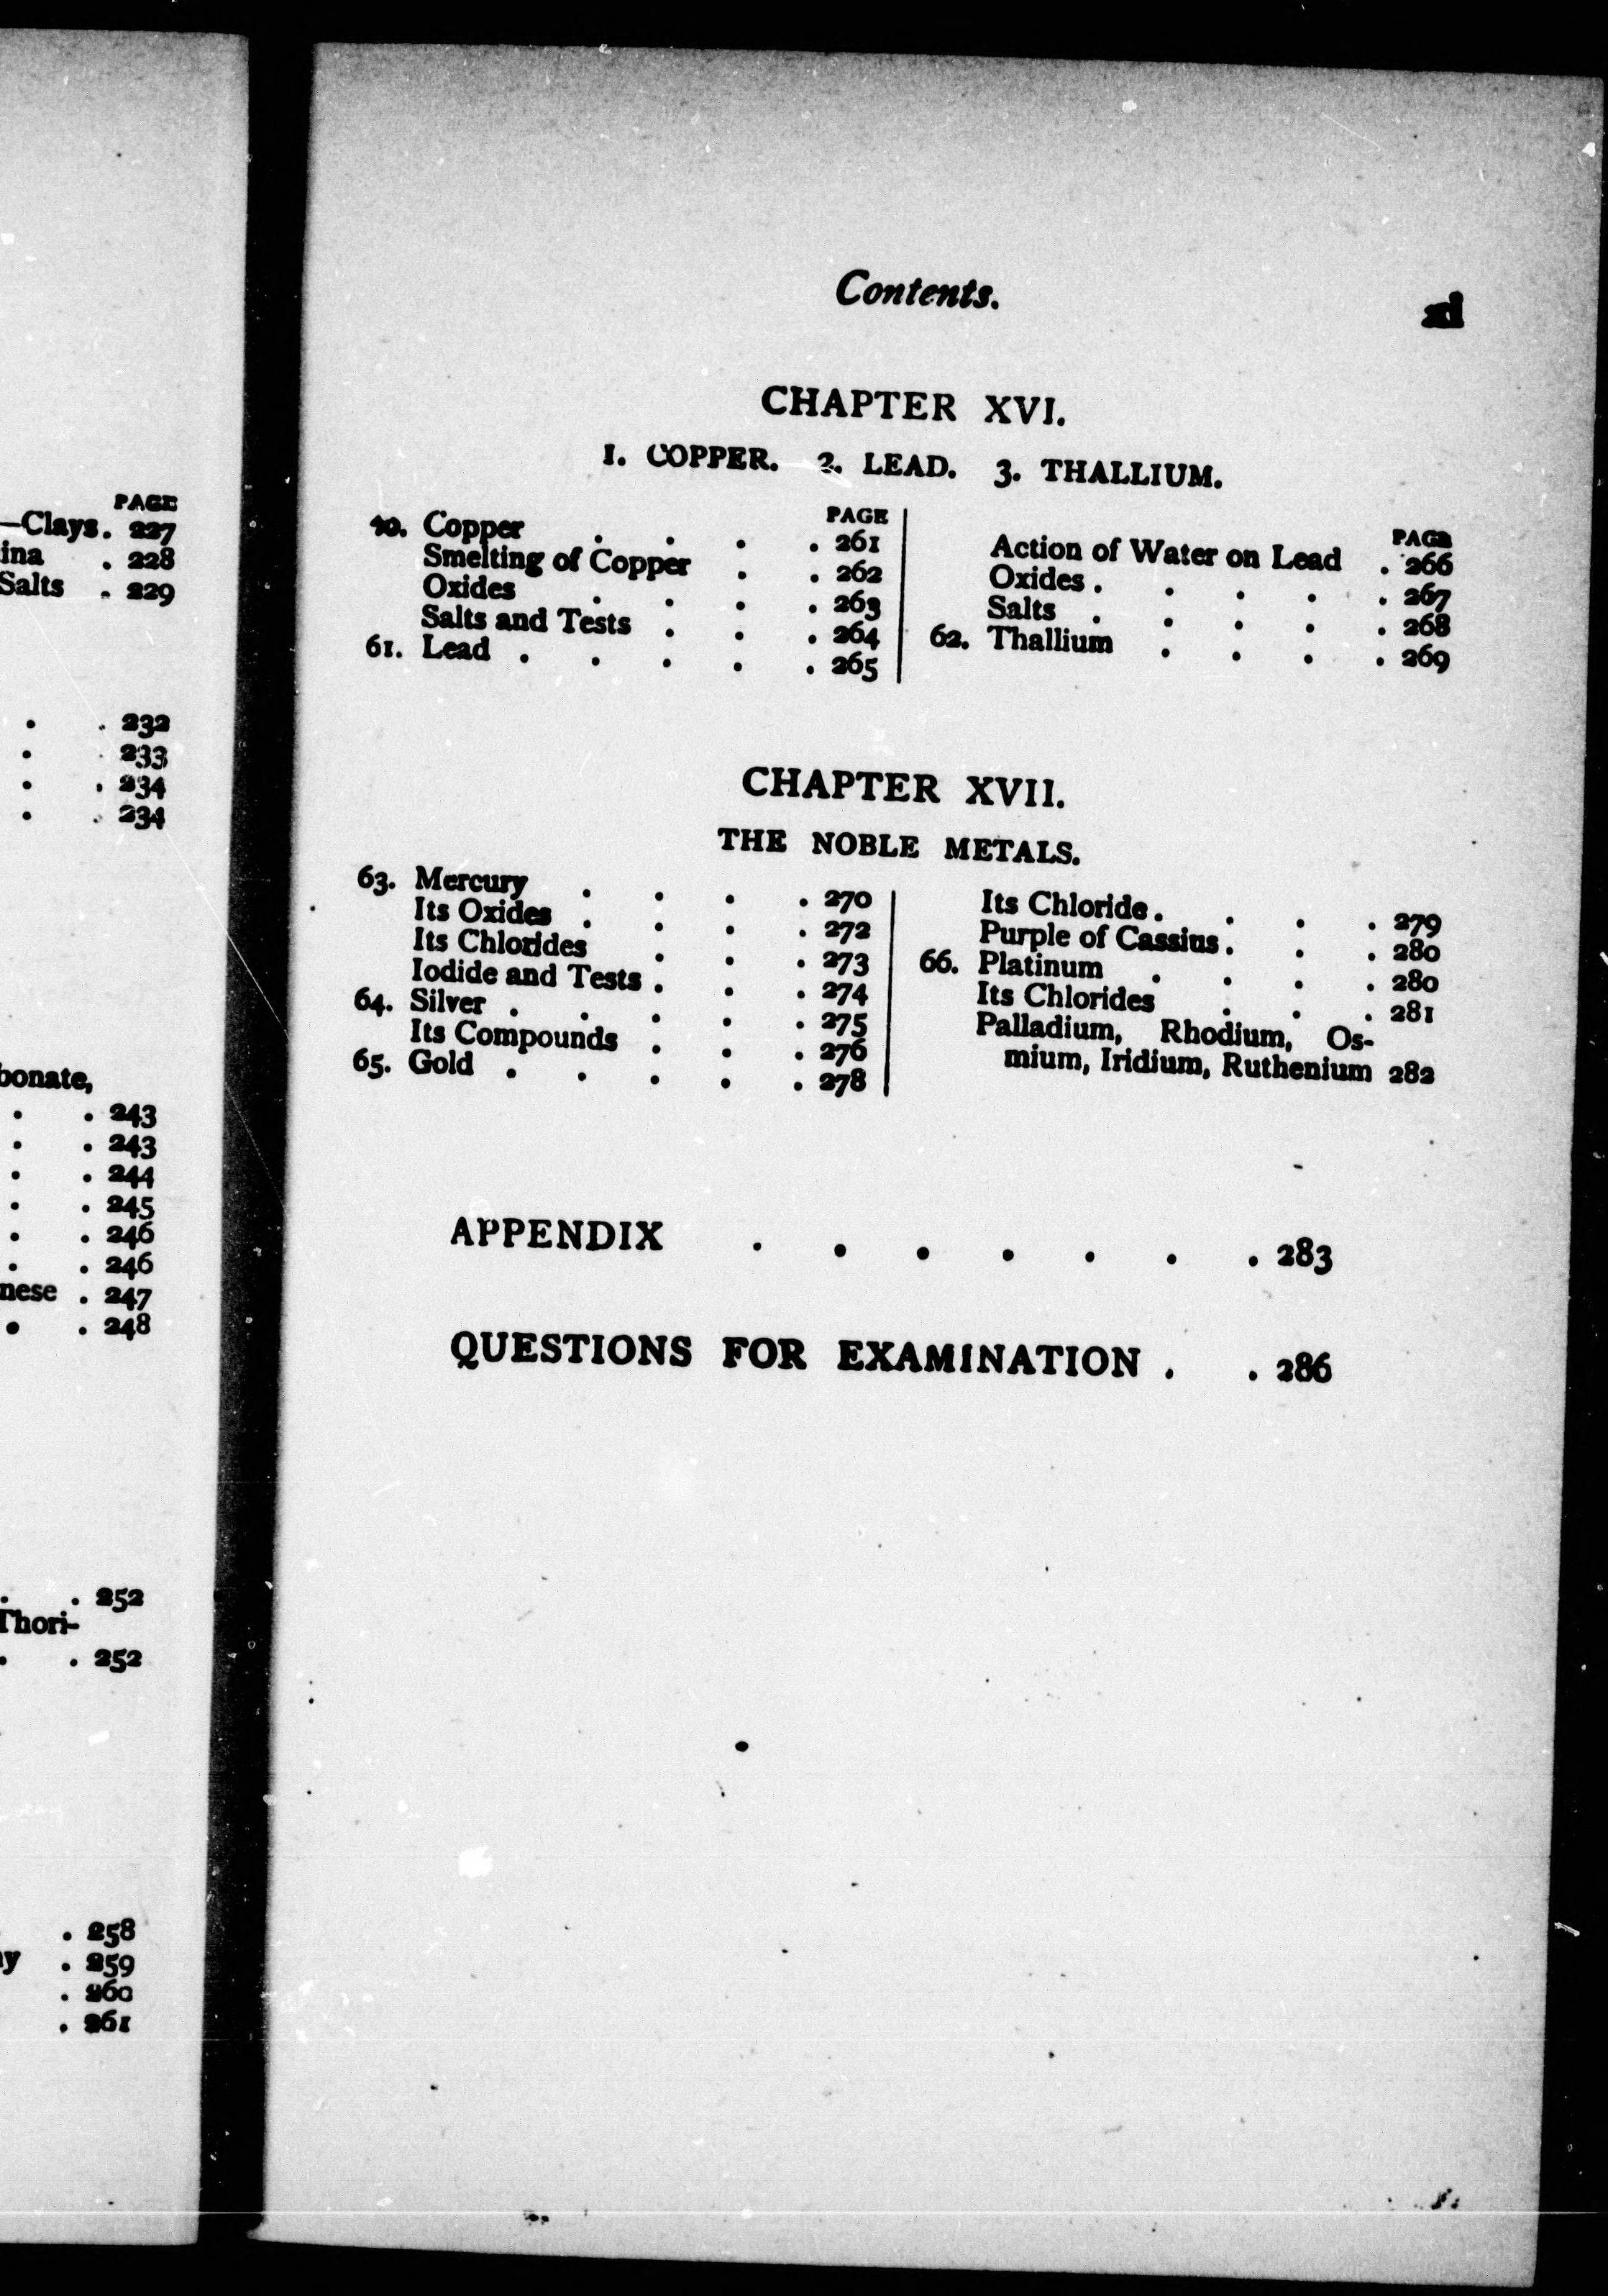 PAGE
—Clays. 227
ina . 228
Salts . 229
. . 232
. . 233
. . 234
. . 234
bonate,
. . 243
. . 243
. . 244
. . 245
. . 246
. . 246
nese . 247
. . 248
. . 252
Thori-
. . 252
. 258
y . 259
. 260
. 261
Contents. xi
CHAPTER XVI.
1. COPPER. 2. LEAD. 3. THALLIUM.
PAGE
Copper . . . . 261
Smelting of Copper . . 262
Oxides . . . . 263
Salts and Tests . . . 264
61. Lead . . . . . 265
PAGE
Action of Water on Lead . 266
Oxides . . . . . 267
Salts . . . . . 268
62. Thallium . . . . 269
CHAPTER XVII.
THE NOBLE METALS.
63. Mercury . . . . 270
Its Oxides . . . . 272
Its Chlorides . . . 273
Iodide and Tests . . . 274
64. Silver . . . . . 275
Its Compounds . . . 276
65. Gold . . . . . 278
Its Chloride . . . . 279
Purple of Cassius . . . 280
66. Platinum . . . . 280
Its Chlorides . . . 281
Palladium, Rhodium, Os-
mium, Iridium, Ruthenium 282
APPENDIX . . . . . . . 283
QUESTIONS FOR EXAMINATION . . 286